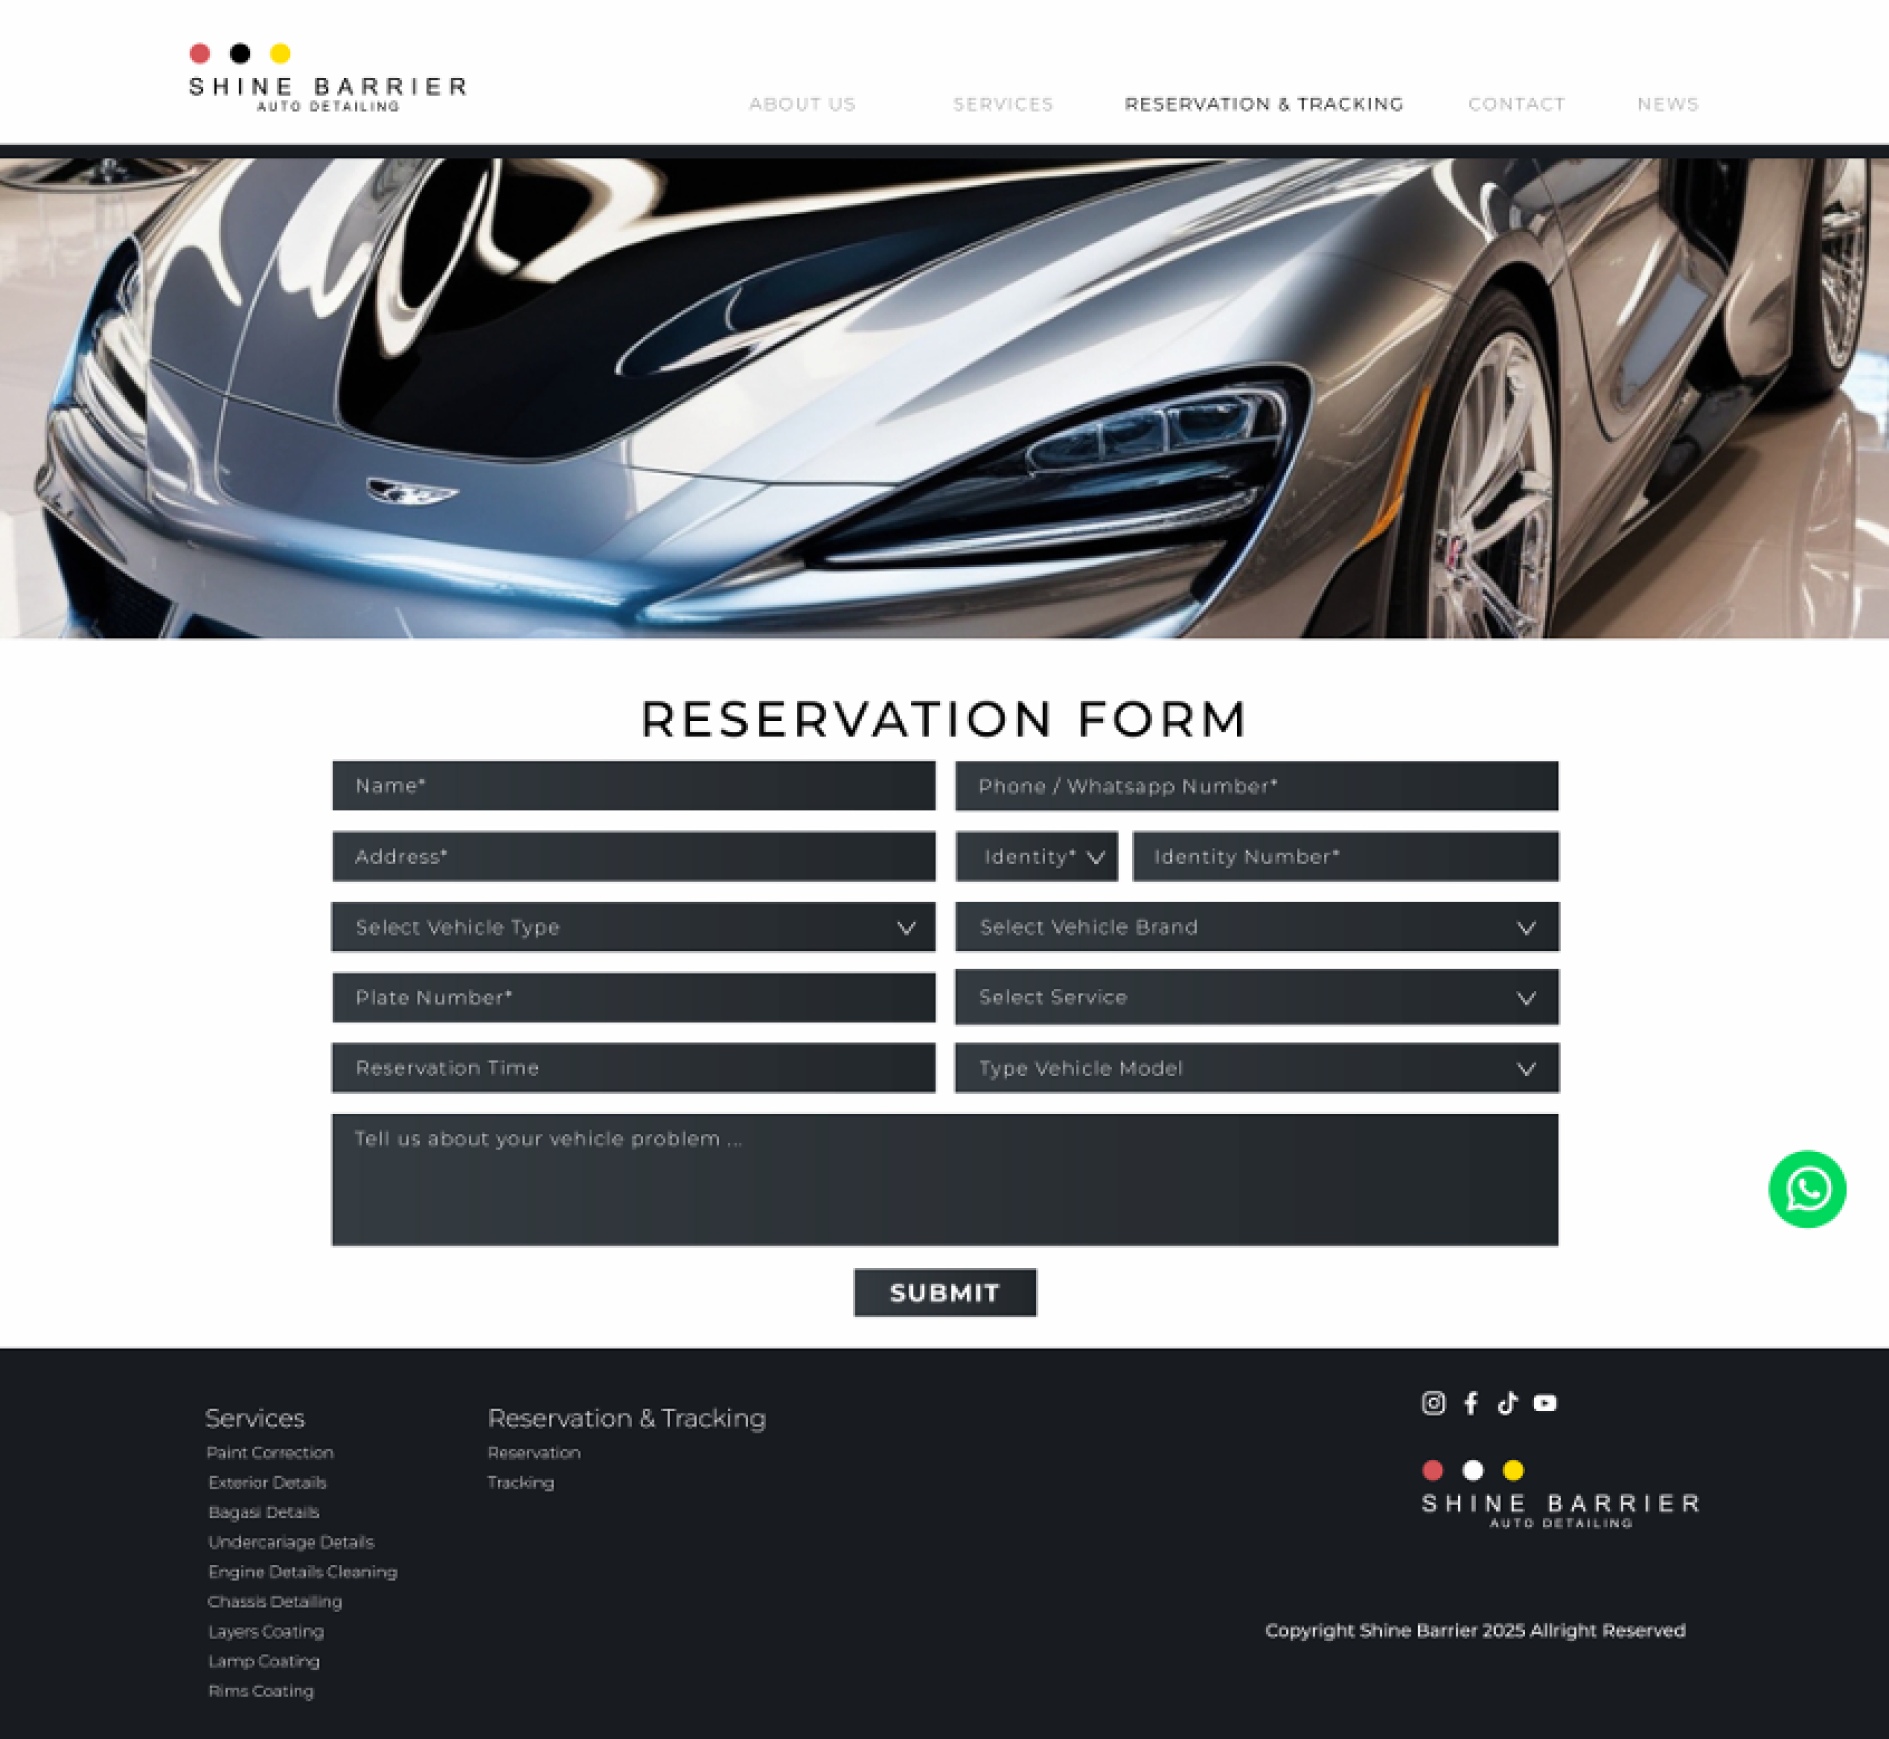 SHINE BARRIER
AUTO DETAILING
ABOUT US
SERVICES
RESERVATION & TRACKING
CONTACT
NEWS
RESERVATION FORM
Name*
Phone / Whatsapp Number*
Address*
Identity*
Identity Number*
Select Vehicle Type
Select Vehicle Brand
Plate Number*
Select Service
Reservation Time
Type Vehicle Model
Tell us about your vehicle problem ...
SUBMIT
Services
Paint Correction
Exterior Details
Bagasi Details
Undercariage Details
Engine Details Cleaning
Chassis Detailing
Layers Coating
Lamp Coating
Rims Coating
Reservation & Tracking
Reservation
Tracking
SHINE BARRIER
AUTO DETAILING
Copyright Shine Barrier 2025 Allright Reserved